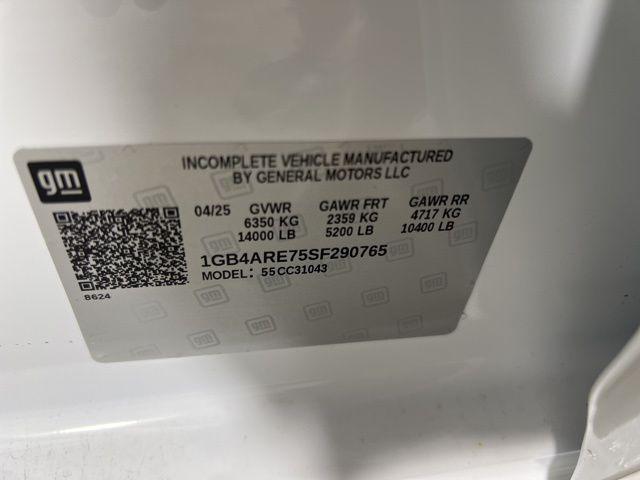 gm
INCOMPLETE VEHICLE MANUFACTURED
BY GENERAL MOTORS LLC
04/25 GVWR GAWR FRT GAWR RR
6350 KG 2359 KG 4717 KG
14000 LB 5200 LB 10400 LB
1GB4ARE75SF290765
MODEL: 55CC31043
8624